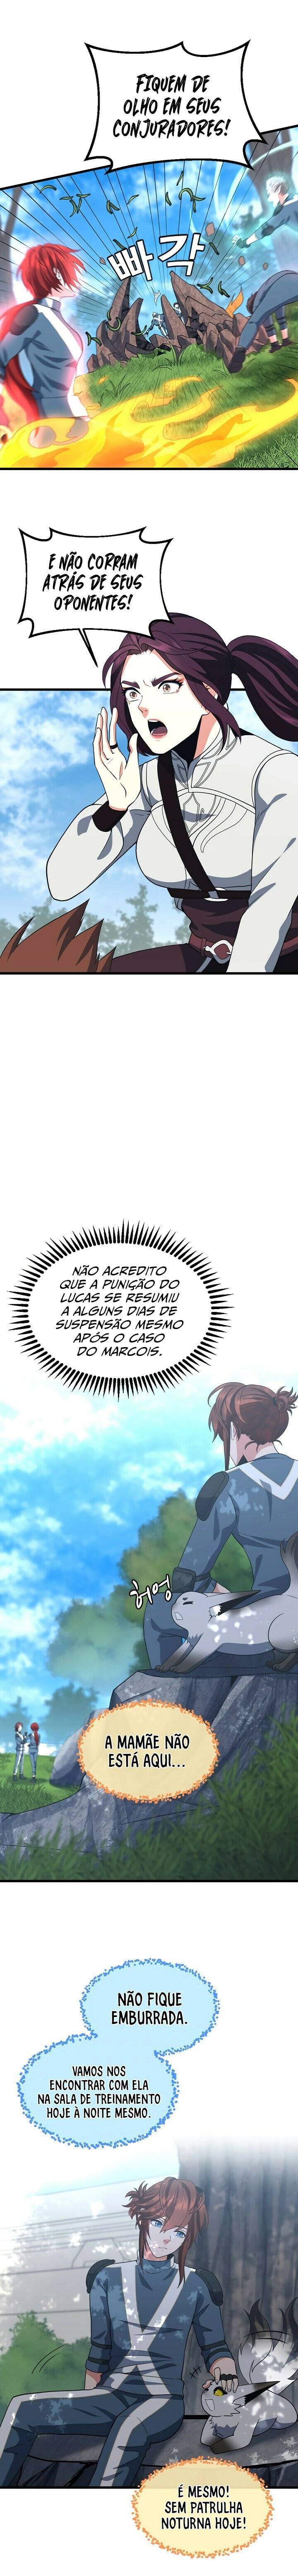 FIQUEM DE
OLHO EM SEUS
CONJURADORES!
빠각
E NÃO CORRAM
ATRÁS DE SEUS
OPONENTES!
NÃO ACREDITO
QUE A PUNIÇÃO DO
LUCAS SE RESUMIU
A ALGUNS DIAS DE
SUSPENSÃO MESMO
APÓS O CASO
DO MARCOIS.
A MAMÃE NÃO
ESTÁ AQUI...
NÃO FIQUE
EMBURRADA.
VAMOS NOS
ENCONTRAR COM ELA
NA SALA DE TREINAMENTO
HOJE À NOITE MESMO.
É MESMO!
SEM PATRULHA
NOTURNA HOJE!